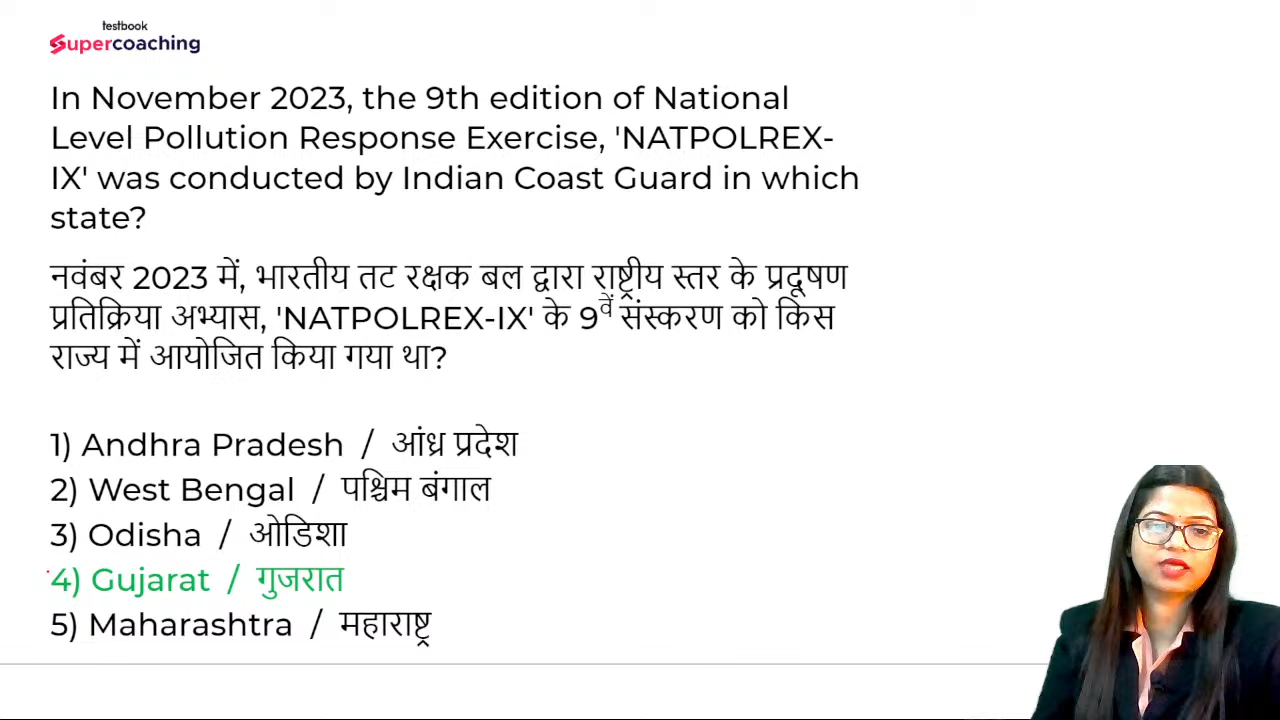 testbook
Supercoaching
In November 2023, the 9th edition of National
Level Pollution Response Exercise, 'NATPOLREX-
IX' was conducted by Indian Coast Guard in which
state?
नवंबर 2023 में, भारतीय तट रक्षक बल द्वारा राष्ट्रीय स्तर के प्रदूषण
प्रतिक्रिया अभ्यास, 'NATPOLREX-IX' के 9वें संस्करण को किस
राज्य में आयोजित किया गया था?
1) Andhra Pradesh / आंध्र प्रदेश
2) West Bengal / पश्चिम बंगाल
3) Odisha / ओडिशा
4) Gujarat / गुजरात
5) Maharashtra / महाराष्ट्र